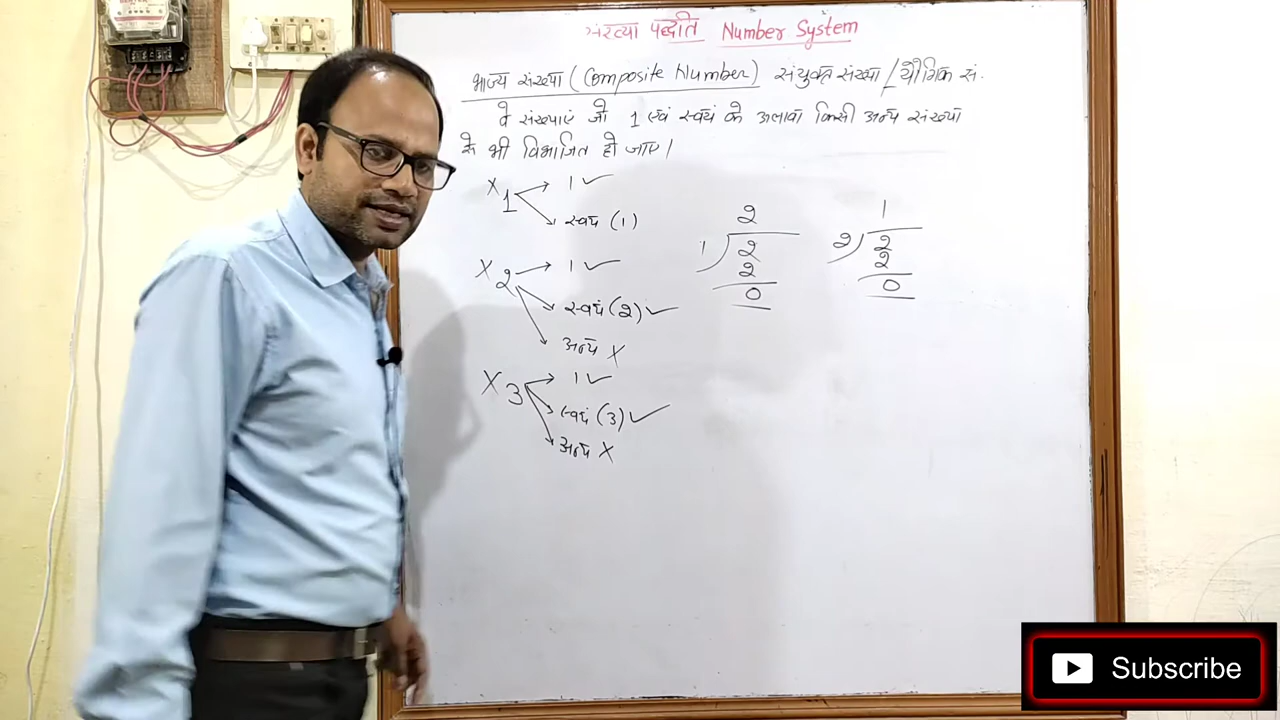 संख्या पद्धति Number System
भाज्य संख्या (Composite Number) संयुक्त संख्या / यौगिक सं.
वे संख्याएं जो 1 एवं स्वयं के अलावा किसी अन्य संख्या
से भी विभाजित हो जाए।
X 1 → 1 ✓
स्वयं (1)
X 2 → 1 ✓
स्वयं (2) ✓
अन्य X
X 3 → 1 ✓
स्वयं (3) ✓
अन्य X
2
1) 2
2
0
1
2) 2
2
0
Subscribe